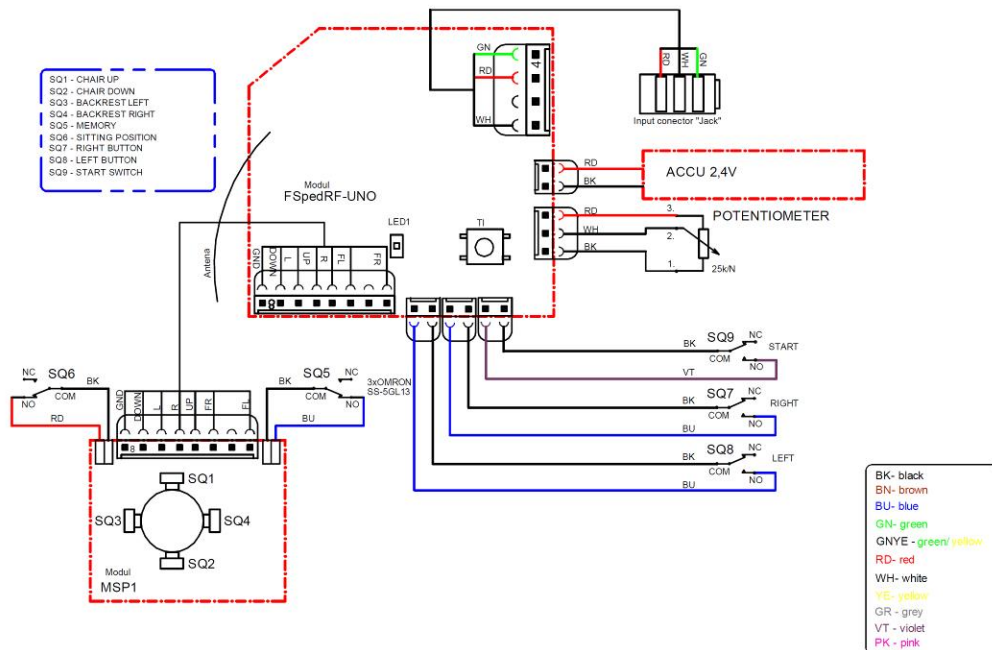 SQ1 - CHAIR UP
SQ2 - CHAIR DOWN
SQ3 - BACKREST LEFT
SQ4 - BACKREST RIGHT
SQ5 - MEMORY
SQ6 - SITTING POSITION
SQ7 - RIGHT BUTTON
SQ8 - LEFT BUTTON
SQ9 - START SWITCH
GN
RD
WH
4
RD
WH
GN
Input conector "Jack"
RD
BK
ACCU 2,4V
RD
WH
BK
3.
2.
1.
POTENTIOMETER
25k/N
Modul
FSpedRF-UNO
LED1
TI
Antena
GND
DOWN
L
UP
R
FL
FR
8
3xOMRON
SS-5GL13
BK
SQ9
COM
NC
START
NO
VT
BK
SQ7
COM
NC
RIGHT
NO
BU
BK
SQ8
COM
NC
LEFT
NO
BU
NC
SQ6
BK
COM
NO
RD
GND
DOWN
L
R
UP
FR
FL
8
BK
SQ5
NC
COM
NO
BU
SQ1
SQ3
SQ4
SQ2
Modul
MSP1
BK- black
BN- brown
BU- blue
GN- green
GNYE - green/ yellow
RD- red
WH- white
YE- yellow
GR - grey
VT - violet
PK - pink